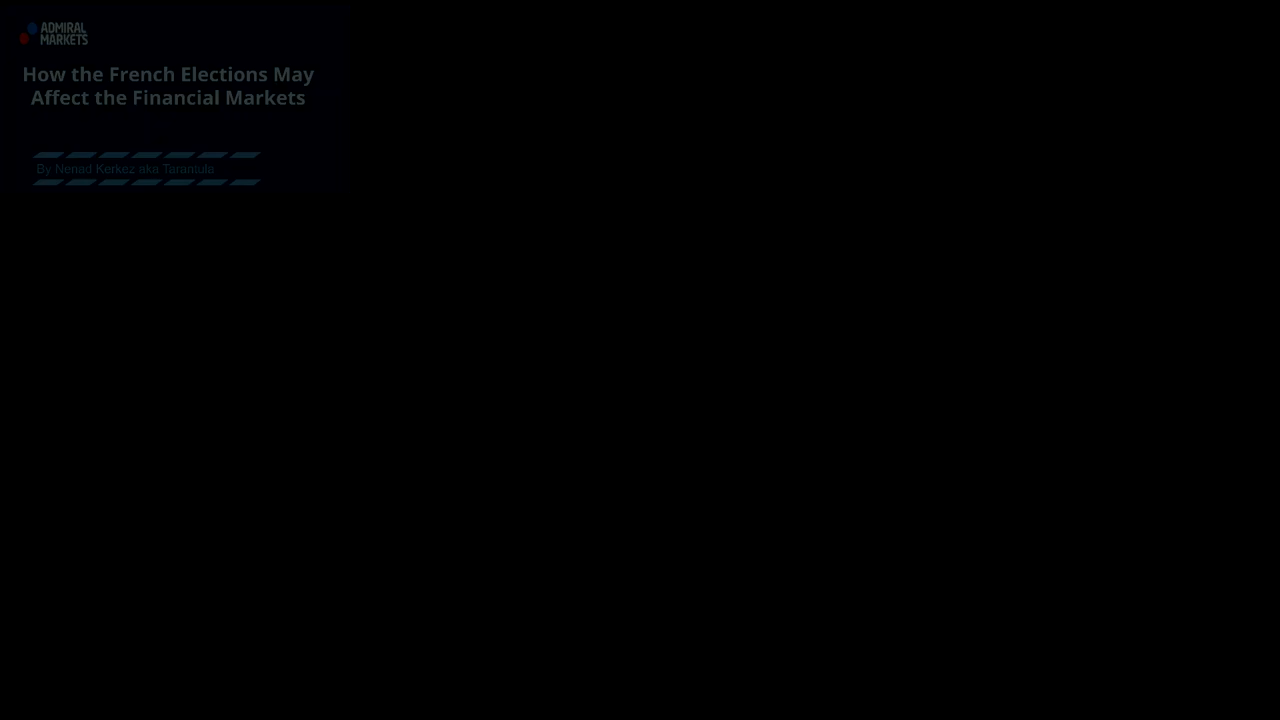 ADMIRAL
MARKETS
How the French Elections May
Affect the Financial Markets
By Nenad Kerkez aka Tarantula